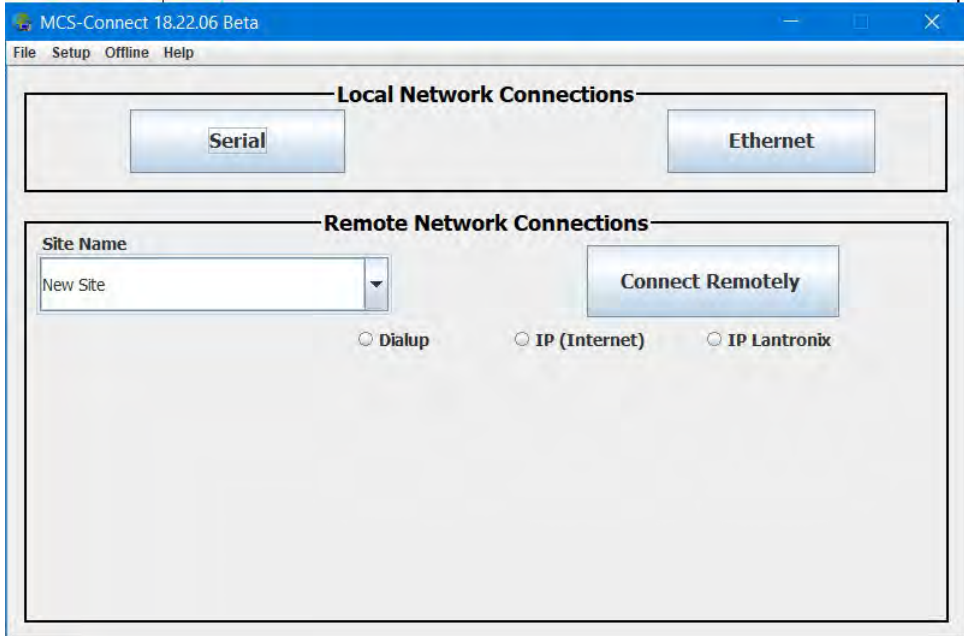 MCS-Connect 18.22.06 Beta
File Setup Offline Help
Local Network Connections
Serial Ethernet
Remote Network Connections
Site Name
New Site
Connect Remotely
Dialup IP (Internet) IP Lantronix